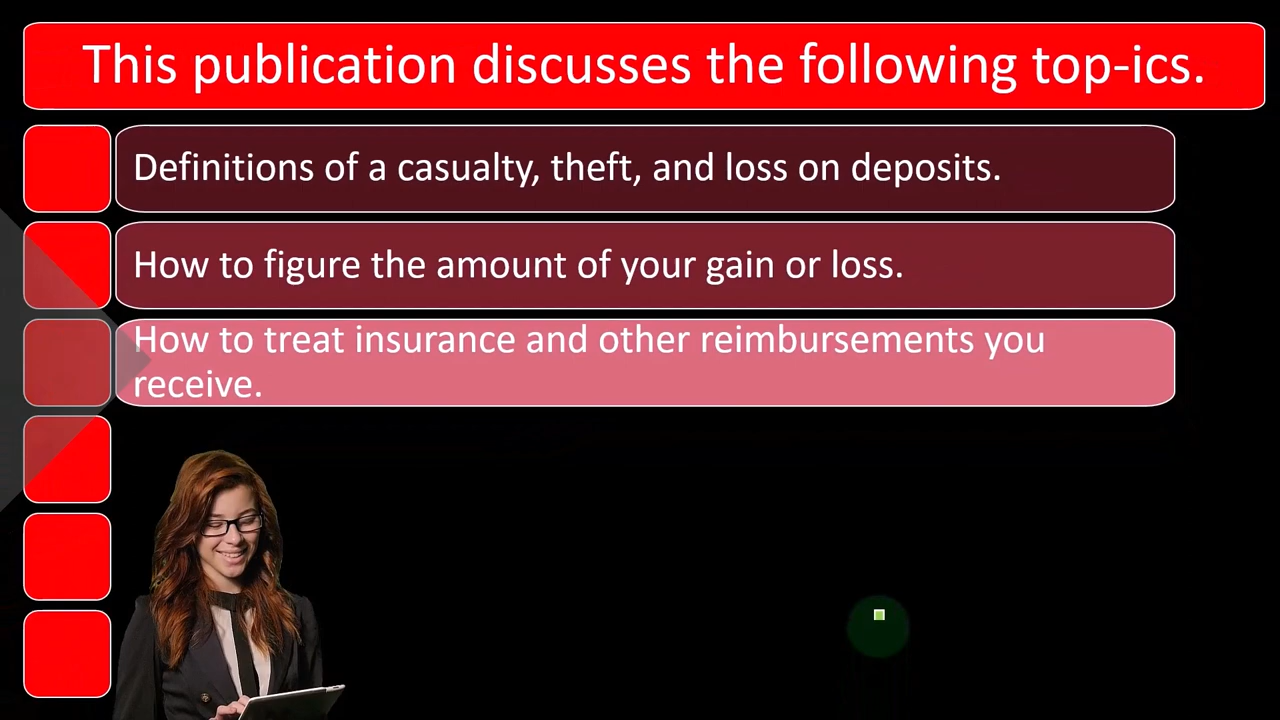 This publication discusses the following top-ics.
Definitions of a casualty, theft, and loss on deposits.
How to figure the amount of your gain or loss.
How to treat insurance and other reimbursements you
receive.